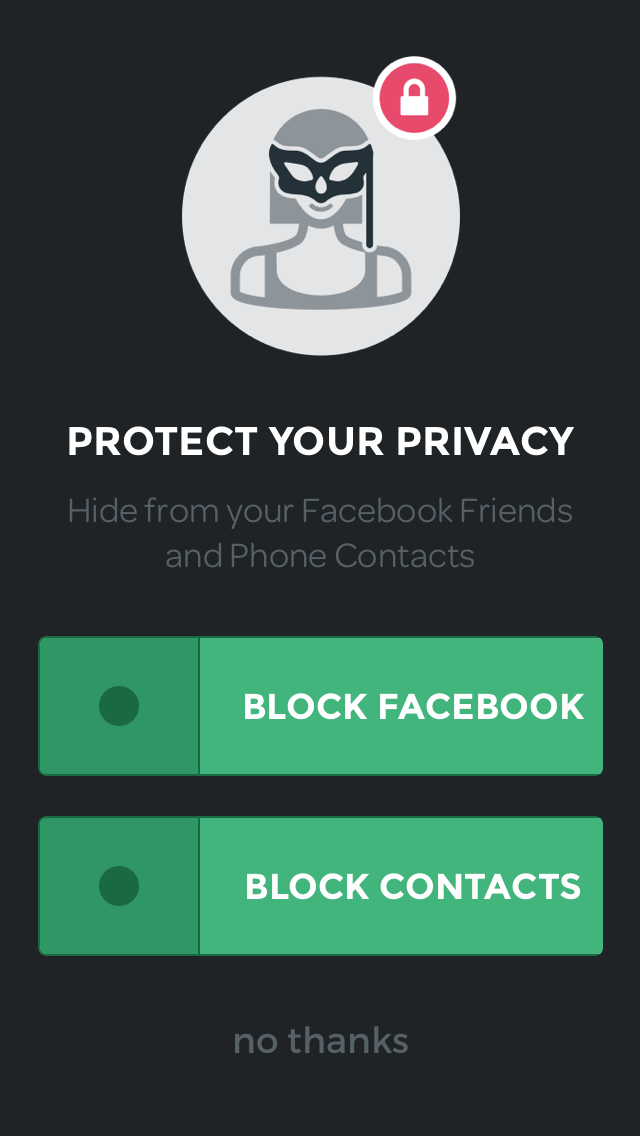 PROTECT YOUR PRIVACY
Hide from your Facebook Friends
and Phone Contacts
BLOCK FACEBOOK
BLOCK CONTACTS
no thanks